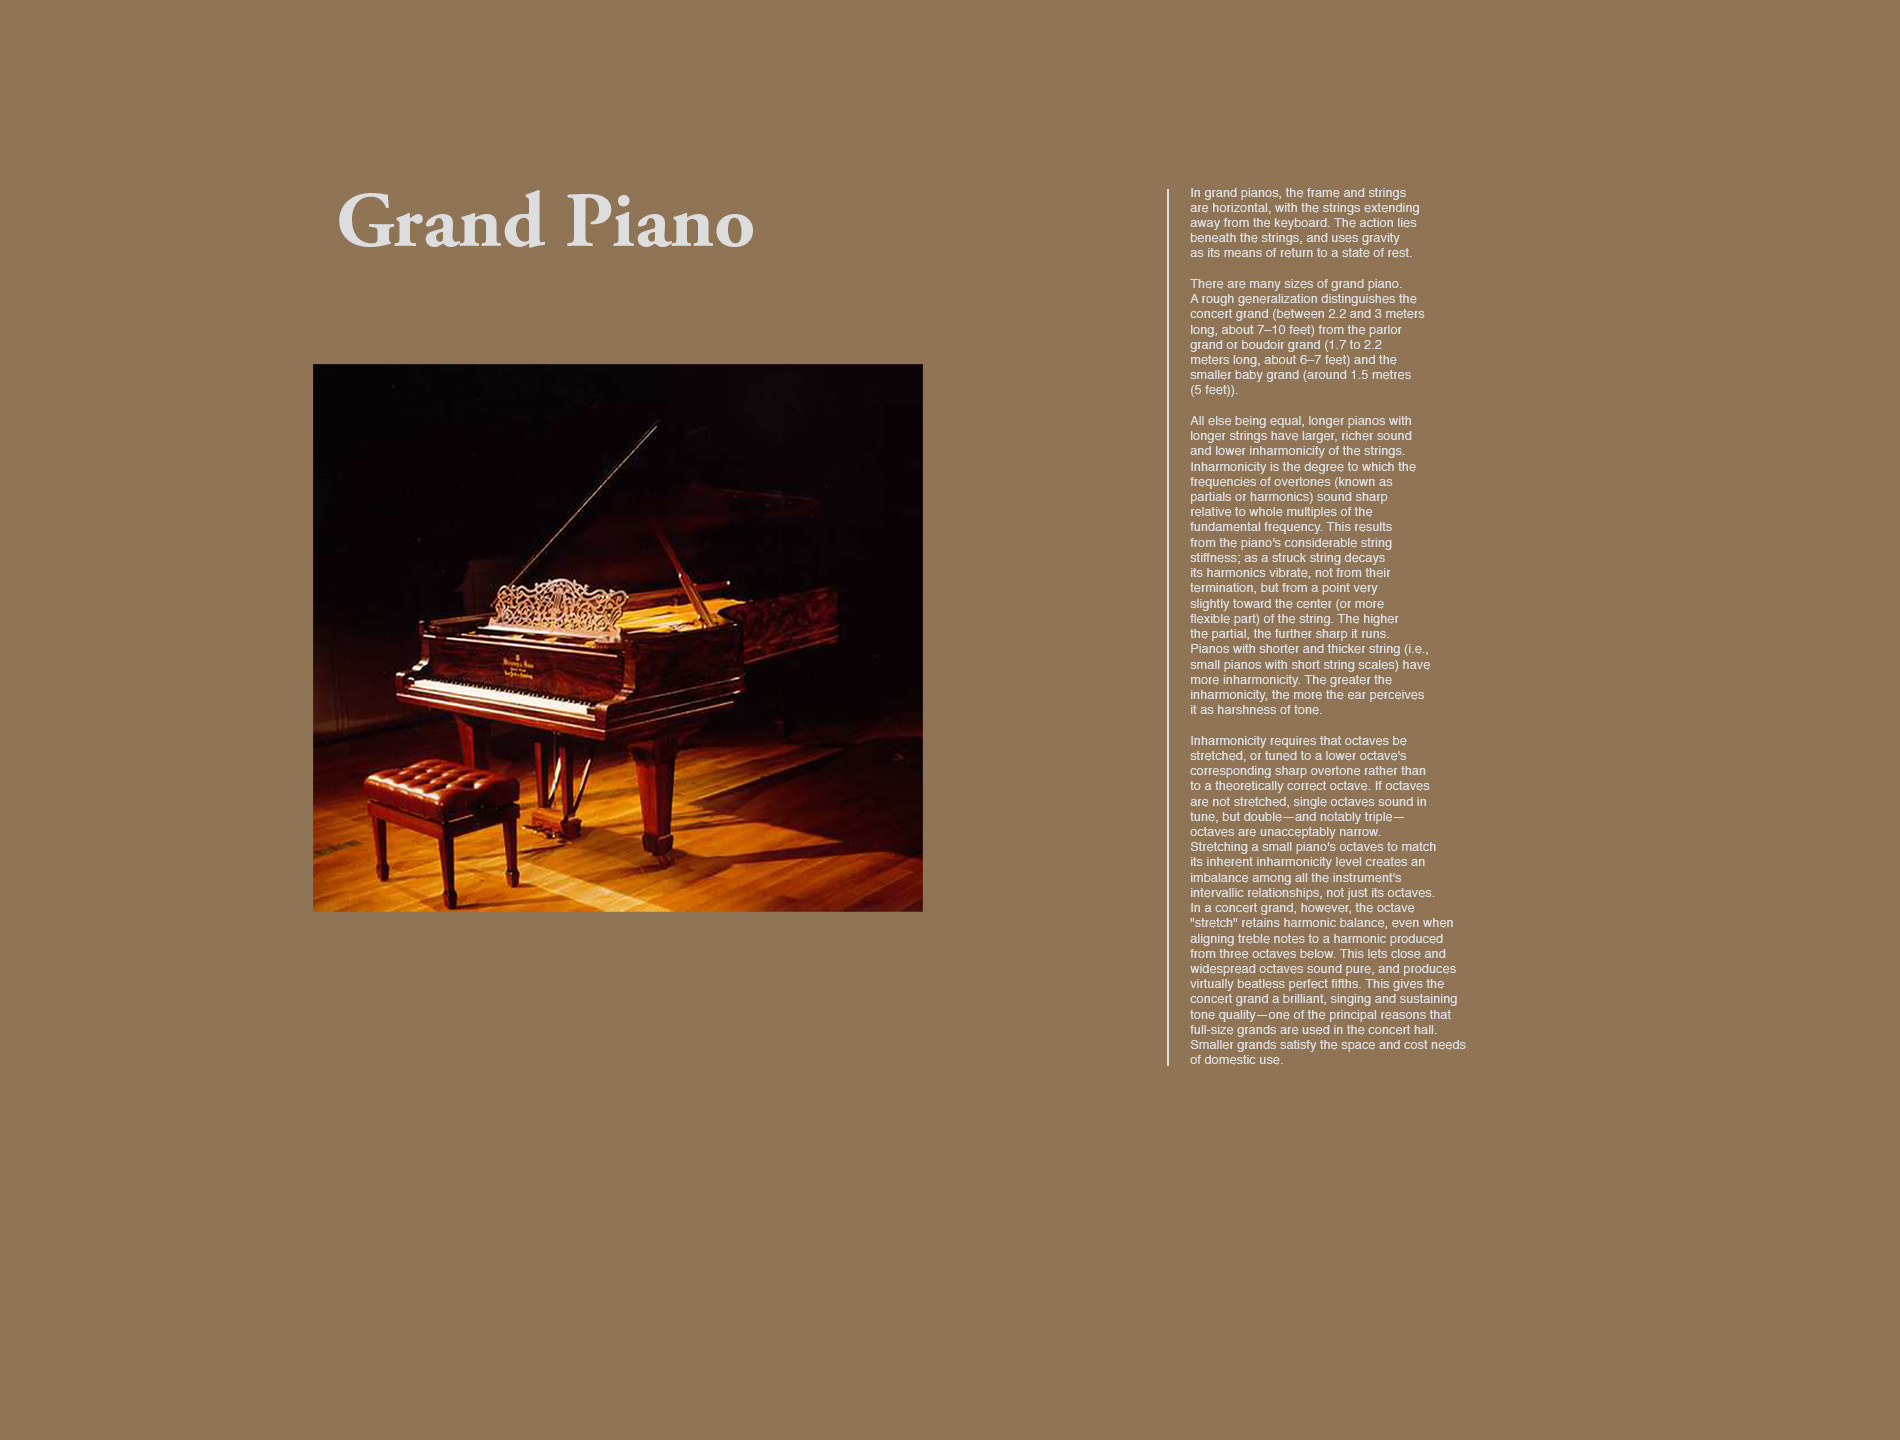 Grand Piano
In grand pianos, the frame and strings
are horizontal, with the strings extending
away from the keyboard. The action lies
beneath the strings, and uses gravity
as its means of return to a state of rest.
There are many sizes of grand piano.
A rough generalization distinguishes the
concert grand (between 2.2 and 3 meters
long, about 7–10 feet) from the parlor
grand or boudoir grand (1.7 to 2.2
meters long, about 6–7 feet) and the
smaller baby grand (around 1.5 metres
(5 feet)).
All else being equal, longer pianos with
longer strings have larger, richer sound
and lower inharmonicity of the strings.
Inharmonicity is the degree to which the
frequencies of overtones (known as
partials or harmonics) sound sharp
relative to whole multiples of the
fundamental frequency. This results
from the piano's considerable string
stiffness; as a struck string decays
its harmonics vibrate, not from their
termination, but from a point very
slightly toward the center (or more
flexible part) of the string. The higher
the partial, the further sharp it runs.
Pianos with shorter and thicker string (i.e.,
small pianos with short string scales) have
more inharmonicity. The greater the
inharmonicity, the more the ear perceives
it as harshness of tone.
Inharmonicity requires that octaves be
stretched, or tuned to a lower octave's
corresponding sharp overtone rather than
to a theoretically correct octave. If octaves
are not stretched, single octaves sound in
tune, but double—and notably triple—
octaves are unacceptably narrow.
Stretching a small piano's octaves to match
its inherent inharmonicity level creates an
imbalance among all the instrument's
intervallic relationships, not just its octaves.
In a concert grand, however, the octave
"stretch" retains harmonic balance, even when
aligning treble notes to a harmonic produced
from three octaves below. This lets close and
widespread octaves sound pure, and produces
virtually beatless perfect fifths. This gives the
concert grand a brilliant, singing and sustaining
tone quality—one of the principal reasons that
full-size grands are used in the concert hall.
Smaller grands satisfy the space and cost needs
of domestic use.